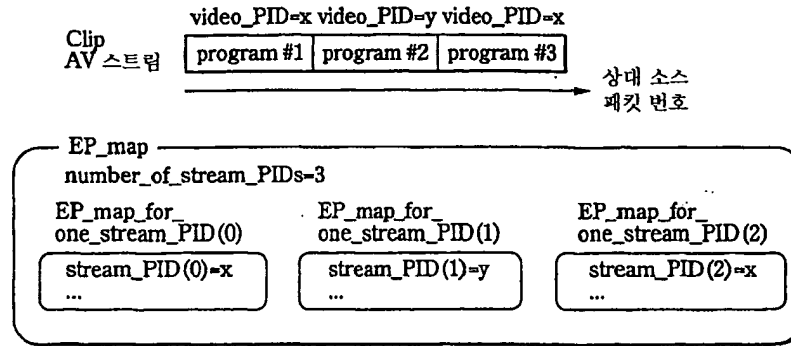 video_PID=x video_PID=y video_PID=x
Clip
AV 스트림
program #1 program #2 program #3
상대 소스
패킷 번호
EP_map
number_of_stream_PIDs=3
EP_map_for_ EP_map_for_ EP_map_for_
one_stream_PID(0) one_stream_PID(1) one_stream_PID(2)
stream_PID(0)=x stream_PID(1)=y stream_PID(2)=x
... ... ...